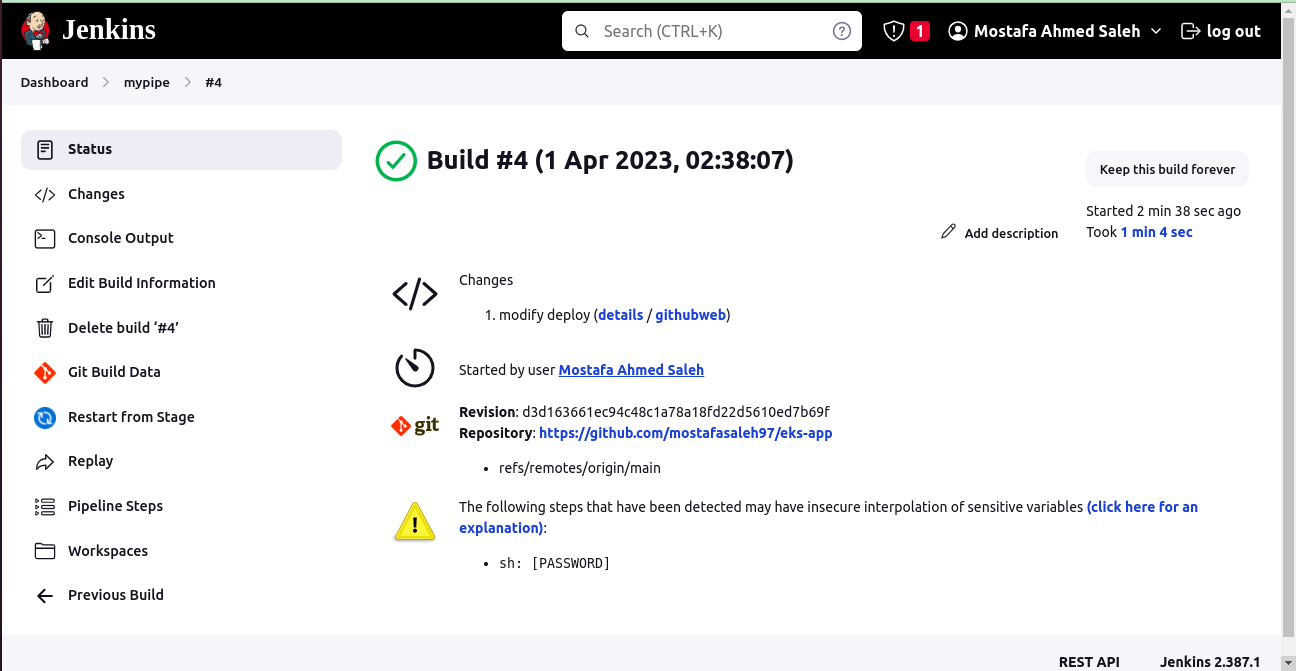 Jenkins
Search (CTRL+K)
1
Mostafa Ahmed Saleh
log out
Dashboard
mypipe
#4
Status
Changes
Console Output
Edit Build Information
Delete build ‘#4’
Git Build Data
Restart from Stage
Replay
Pipeline Steps
Workspaces
Previous Build
Build #4 (1 Apr 2023, 02:38:07)
Keep this build forever
Started 2 min 38 sec ago
Took 1 min 4 sec
Add description
Changes
1. modify deploy (details / githubweb)
Started by user Mostafa Ahmed Saleh
git
Revision: d3d163661ec94c48c1a78a18fd22d5610ed7b69f
Repository: https://github.com/mostafasaleh97/eks-app
• refs/remotes/origin/main
The following steps that have been detected may have insecure interpolation of sensitive variables (click here for an
explanation):
• sh: [PASSWORD]
REST API
Jenkins 2.387.1